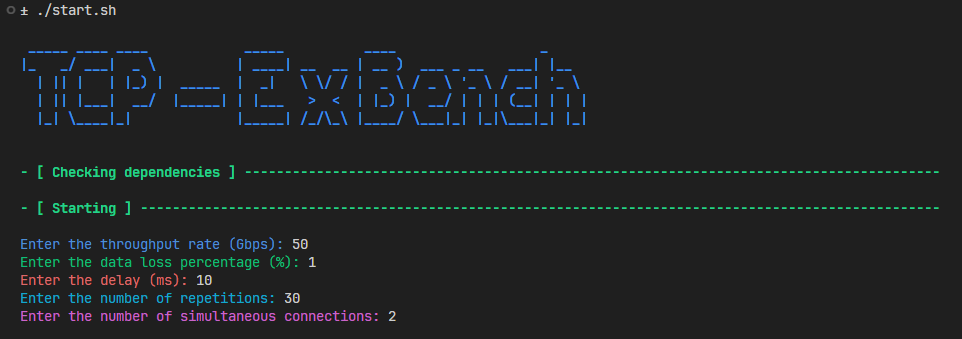 ± ./start.sh
TCP - ExBench
- [ Checking dependencies ] ---------------------------------------------------------------------------------------
- [ Starting ] ----------------------------------------------------------------------------------------------------
Enter the throughput rate (Gbps): 50
Enter the data loss percentage (%): 1
Enter the delay (ms): 10
Enter the number of repetitions: 30
Enter the number of simultaneous connections: 2